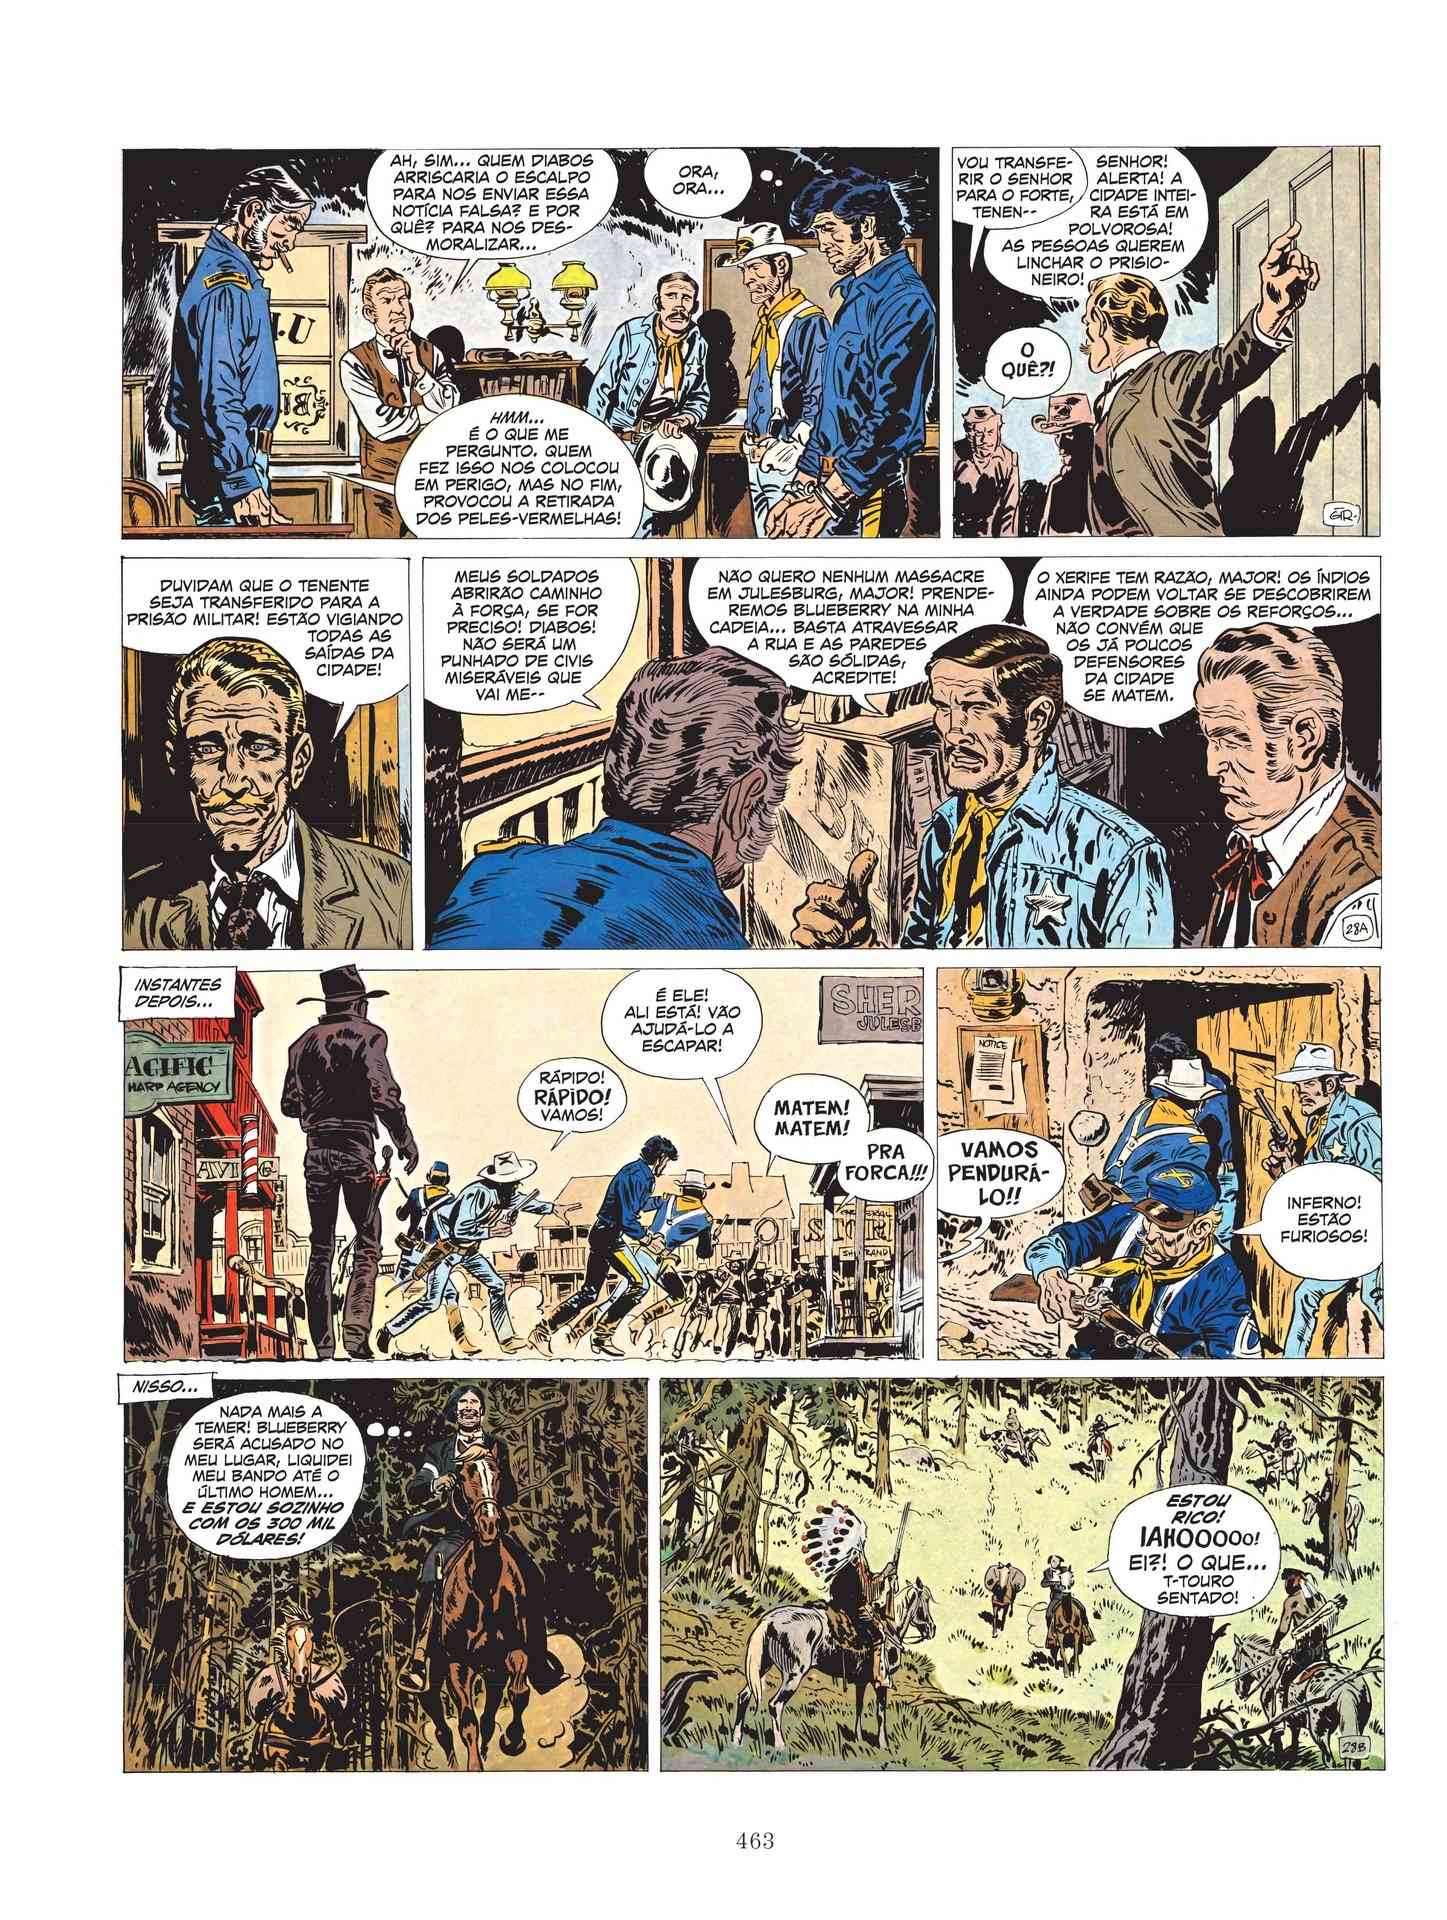 AH, SIM... QUEM DIABOS
ARRISCARIA O ESCALPO
PARA NOS ENVIAR ESSA
NOTÍCIA FALSA? E POR
QUÊ? PARA NOS DES-
MORALIZAR...
ORA,
ORA...
HMM...
É O QUE ME
PERGUNTO. QUEM
FEZ ISSO NOS COLOCOU
EM PERIGO, MAS NO FIM,
PROVOCOU A RETIRADA
DOS PELES-VERMELHAS!
VOU TRANSFE-
RIR O SENHOR
PARA O FORTE,
TENEN--
SENHOR!
ALERTA! A
CIDADE INTEI-
RA ESTÁ EM
POLVOROSA!
AS PESSOAS QUEREM
LINCHAR O PRISIO-
NEIRO!
O
QUÊ?!
GIR.
DUVIDAM QUE O TENENTE
SEJA TRANSFERIDO PARA A
PRISÃO MILITAR! ESTÃO VIGIANDO
TODAS AS
SAÍDAS DA
CIDADE!
MEUS SOLDADOS
ABRIRÃO CAMINHO
À FORÇA, SE FOR
PRECISO! DIABOS!
NÃO SERÁ UM
PUNHADO DE CIVIS
MISERÁVEIS QUE
VAI ME--
NÃO QUERO NENHUM MASSACRE
EM JULESBURG, MAJOR! PRENDE-
REMOS BLUEBERRY NA MINHA
CADEIA... BASTA ATRAVESSAR
A RUA E AS PAREDES
SÃO SÓLIDAS,
ACREDITE!
O XERIFE TEM RAZÃO, MAJOR! OS ÍNDIOS
AINDA PODEM VOLTAR SE DESCOBRIREM
A VERDADE SOBRE OS REFORÇOS...
NÃO CONVÉM QUE
OS JÁ POUCOS
DEFENSORES
DA CIDADE
SE MATEM.
28A
INSTANTES
DEPOIS...
ACIFIC
HARP AGENCY
HOTEL
RÁPIDO!
RÁPIDO!
VAMOS!
É ELE!
ALI ESTÁ! VÃO
AJUDÁ-LO A
ESCAPAR!
SHER
JULESB
MATEM!
MATEM!
PRA
FORCA!!!
STORE
NOTICE
VAMOS
PENDURÁ-
LO!!
INFERNO!
ESTÃO
FURIOSOS!
NISSO...
NADA MAIS A
TEMER! BLUEBERRY
SERÁ ACUSADO NO
MEU LUGAR, LIQUIDEI
MEU BANDO ATÉ O
ÚLTIMO HOMEM...
E ESTOU SOZINHO
COM OS 300 MIL
DÓLARES!
ESTOU
RICO!
IAHOOOOO!
EI?! O QUE...
T-TOURO
SENTADO!
28B
463